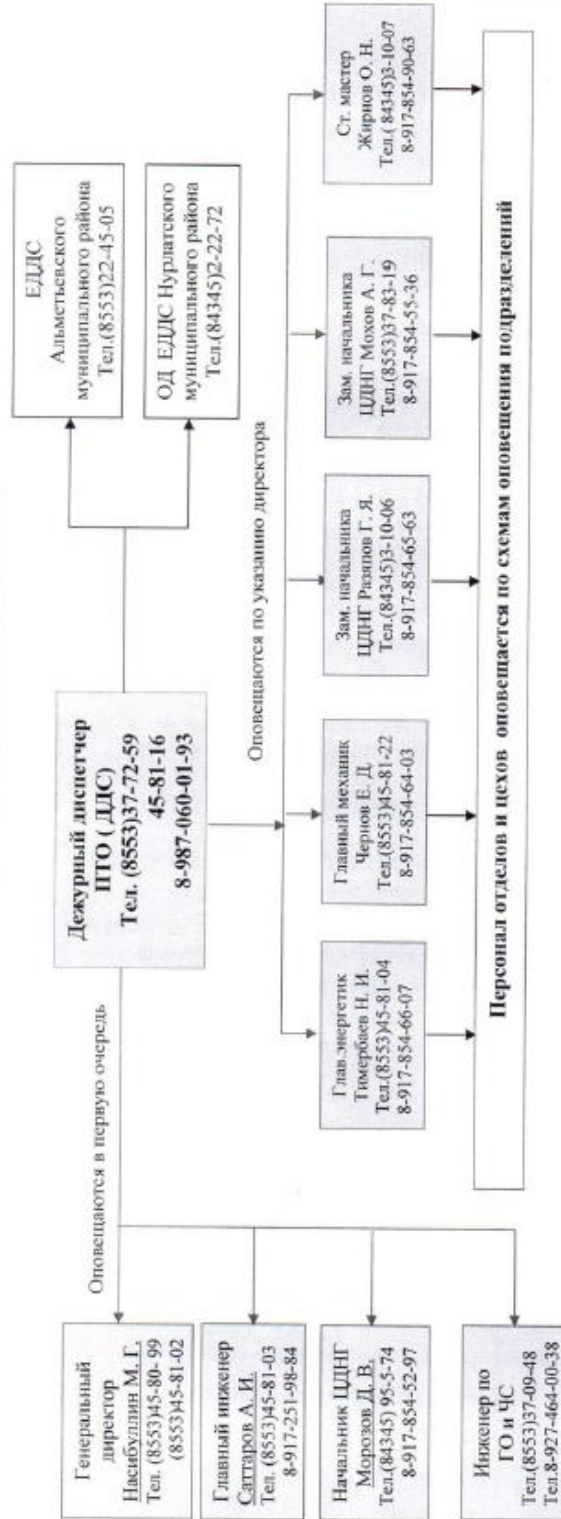 ЕДДС
Альметьевского
муниципального района
Тел.(8553)22-45-05
ОД ЕДДС Нурлатского
муниципального района
Тел.(84345)2-22-72
Дежурный диспетчер
ПТО ( ДДС)
Тел. (8553)37-72-59
45-81-16
8-987-060-01-93
Оповещаются в первую очередь
Оповещаются по указанию директора
Генеральный
директор
Насибуллин М. Г.
Тел. (8553)45-80- 99
(8553)45-81-02
Главный инженер
Саттаров А. И.
Тел. (8553)45-81-03
8-917-251-98-84
Начальник ЦДНГ
Морозов Д. В.
Тел.(84345) 95-5-74
8-917-854-52-97
Инженер по
ГО и ЧС
Тел.(8553)37-09-48
Тел.8-927-464-00-38
Глав.энергетик
Тимербаев Н. И.
Тел.(8553)45-81-04
8-917-854-66-07
Главный механик
Чернов Е. Д.
Тел.(8553)45-81-22
8-917-854-64-03
Зам. начальника
ЦДНГ Разяпов Г. Я.
Тел.(84345)3-10-06
8-917-854-65-63
Зам. начальника
ЦДНГ Мохов А. Г.
Тел.(8553)37-83-19
8-917-854-55-36
Ст. мастер
Жирнов О. Н.
Тел.( 84345)3-10-07
8-917-854-90-63
Персонал отделов и цехов оповещается по схемам оповещения подразделений